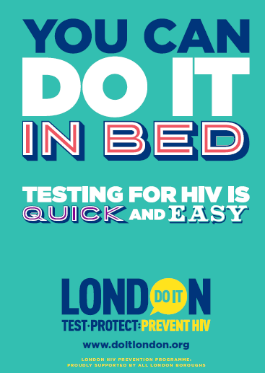 YOU CAN
DO IT
IN BED
TESTING FOR HIV IS
QUICK AND EASY
LONDON
DO IT
TEST•PROTECT•PREVENT HIV
www.doitlondon.org
LONDON HIV PREVENTION PROGRAMME:
PROUDLY SUPPORTED BY ALL LONDON BOROUGHS